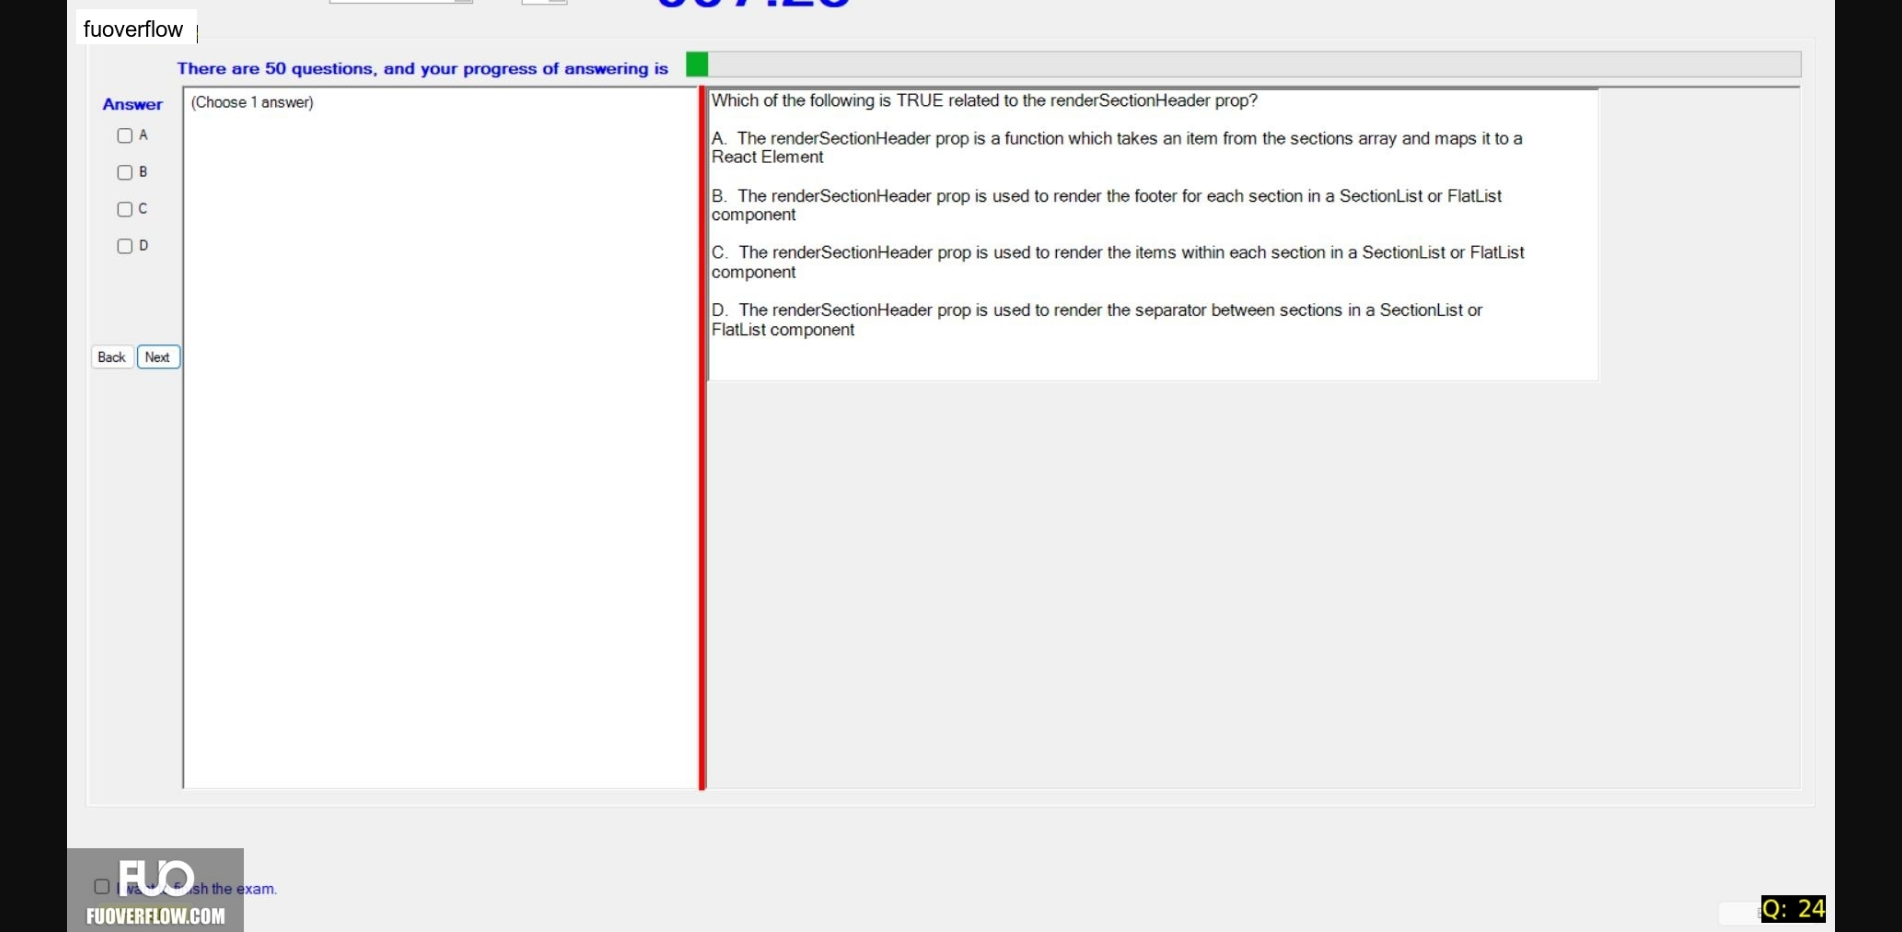 fuoverflow
There are 50 questions, and your progress of answering is
Answer
(Choose 1 answer)
A
B
C
D
Back Next
Which of the following is TRUE related to the renderSectionHeader prop?
A. The renderSectionHeader prop is a function which takes an item from the sections array and maps it to a
React Element
B. The renderSectionHeader prop is used to render the footer for each section in a SectionList or FlatList
component
C. The renderSectionHeader prop is used to render the items within each section in a SectionList or FlatList
component
D. The renderSectionHeader prop is used to render the separator between sections in a SectionList or
FlatList component
FUO
the exam.
FUOVERFLOW.COM
Q: 24